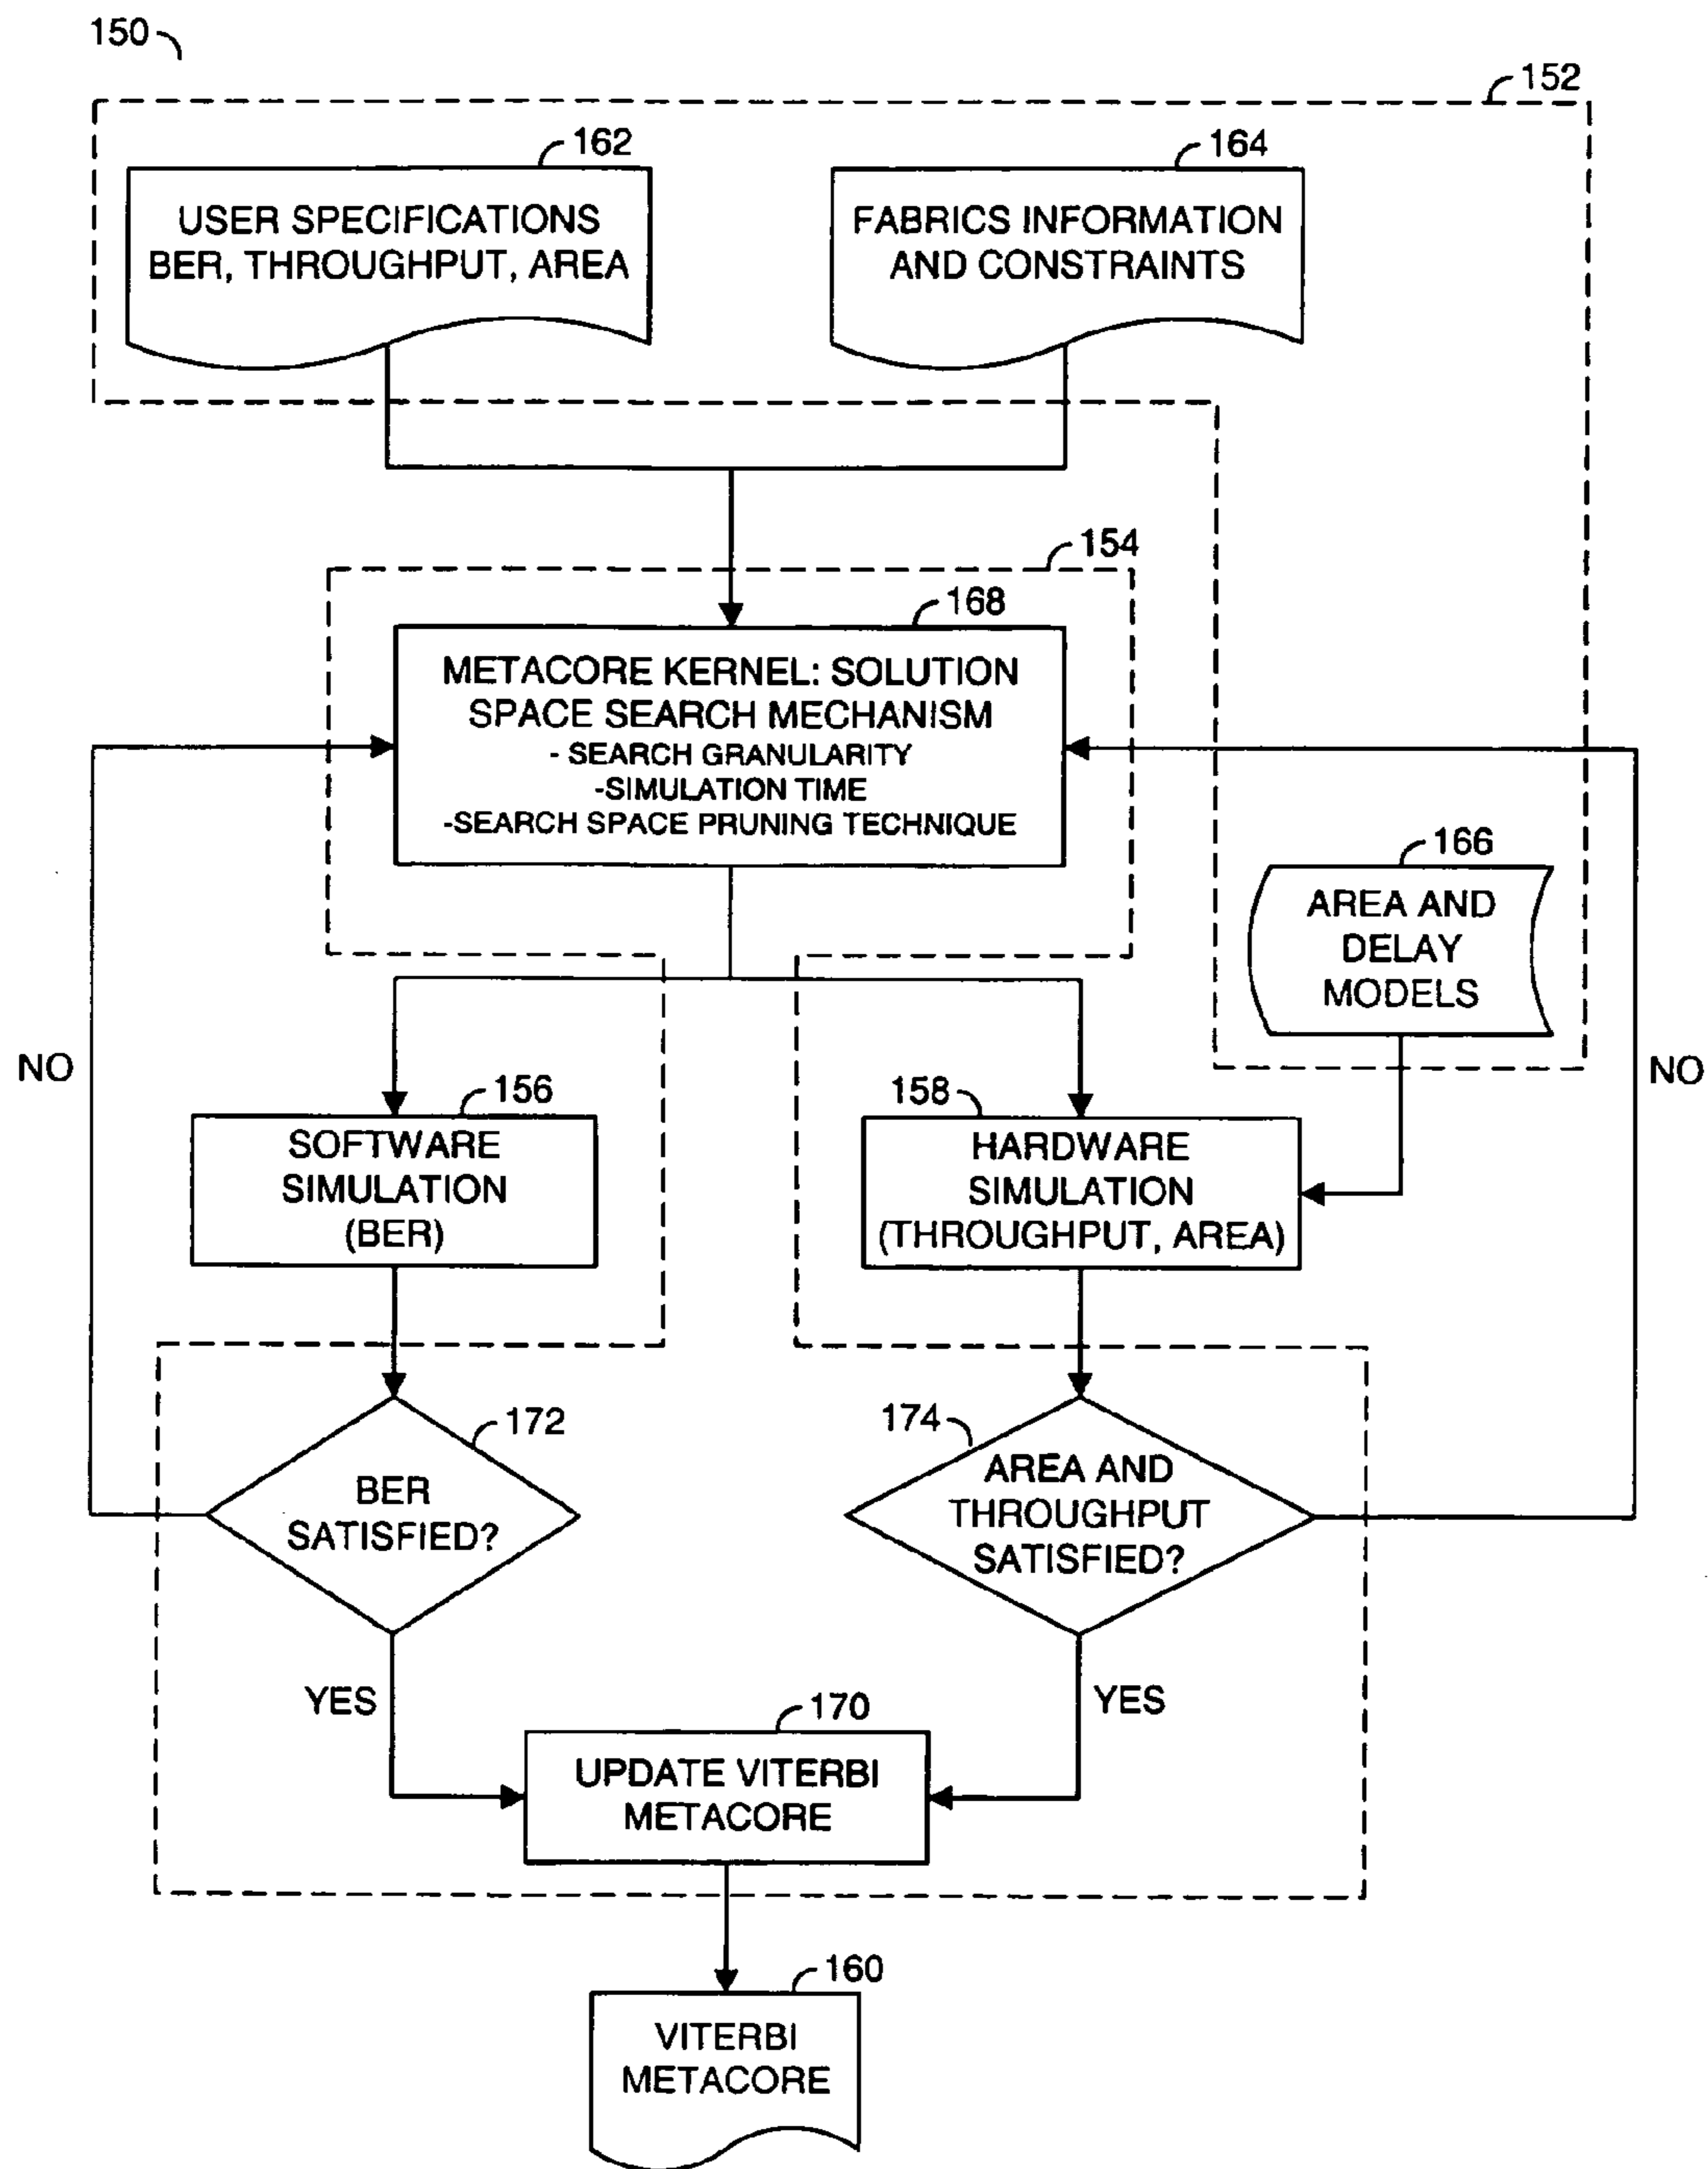 150
152
162
164
USER SPECIFICATIONS
BER, THROUGHPUT, AREA
FABRICS INFORMATION
AND CONSTRAINTS
154
168
METACORE KERNEL: SOLUTION
SPACE SEARCH MECHANISM
- SEARCH GRANULARITY
-SIMULATION TIME
-SEARCH SPACE PRUNING TECHNIQUE
166
AREA AND
DELAY
MODELS
NO
NO
156
SOFTWARE
SIMULATION
(BER)
158
HARDWARE
SIMULATION
(THROUGHPUT, AREA)
172
BER
SATISFIED?
174
AREA AND
THROUGHPUT
SATISFIED?
YES
YES
170
UPDATE VITERBI
METACORE
160
VITERBI
METACORE